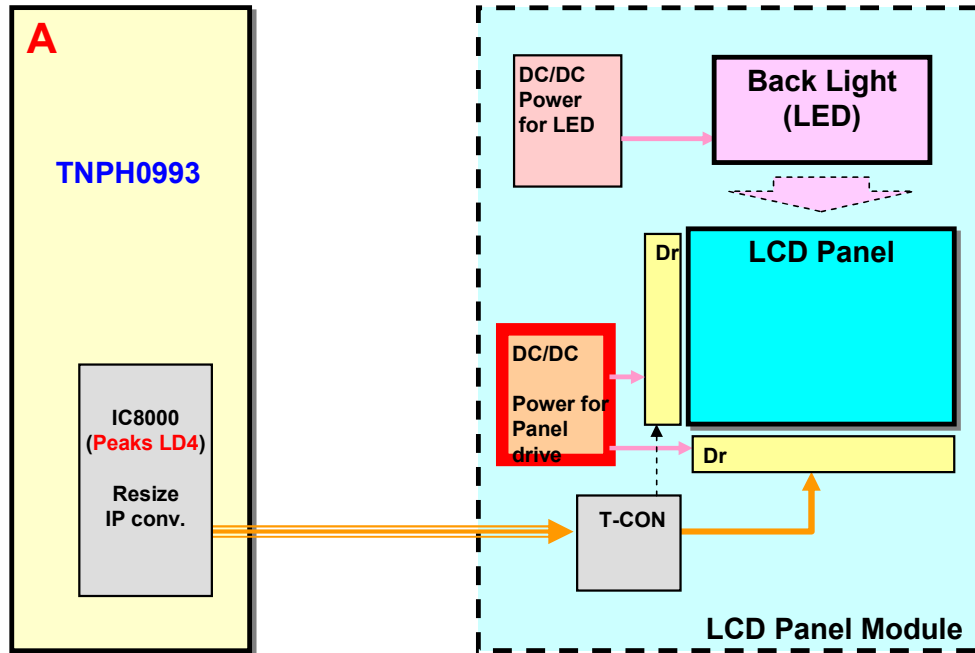 A
TNPH0993
IC8000
(Peaks LD4)
Resize
IP conv.
DC/DC
Power
for LED
Back Light
(LED)
Dr
LCD Panel
DC/DC
Power for
Panel
drive
Dr
T-CON
LCD Panel Module